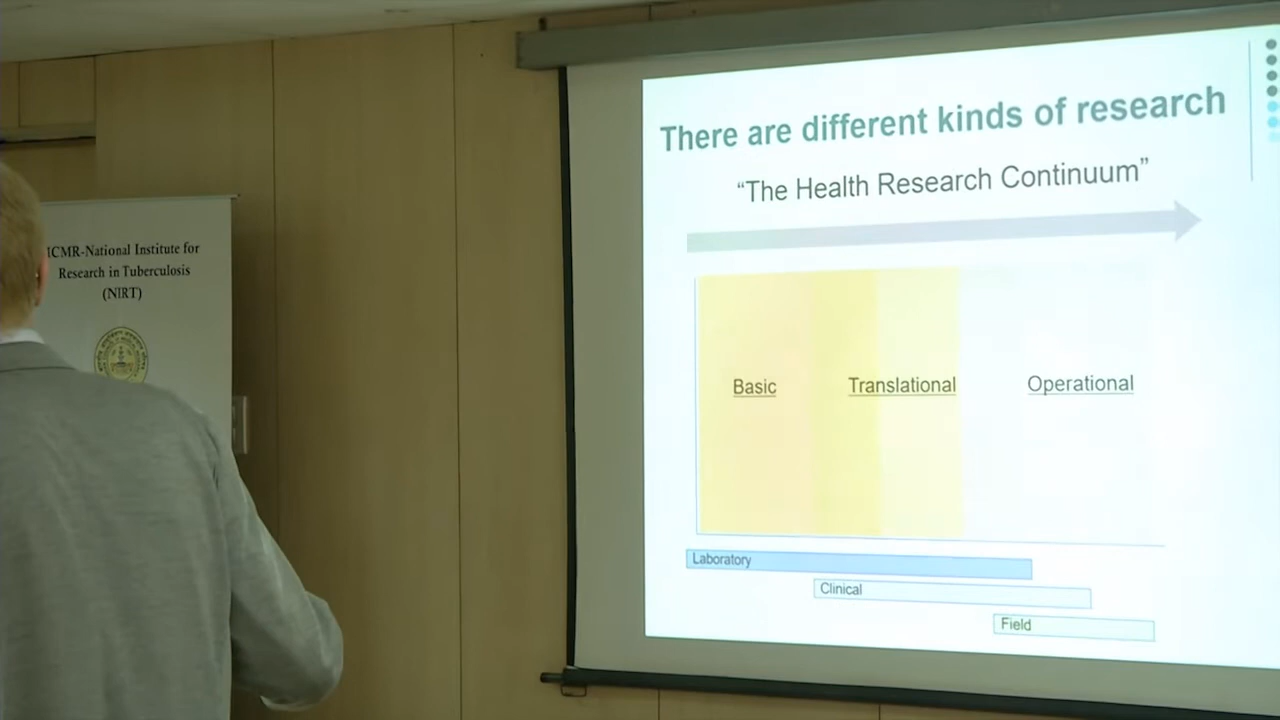 ICMR-National Institute for
Research in Tuberculosis
(NIRT)
There are different kinds of research
“The Health Research Continuum”
Basic
Translational
Operational
Laboratory
Clinical
Field